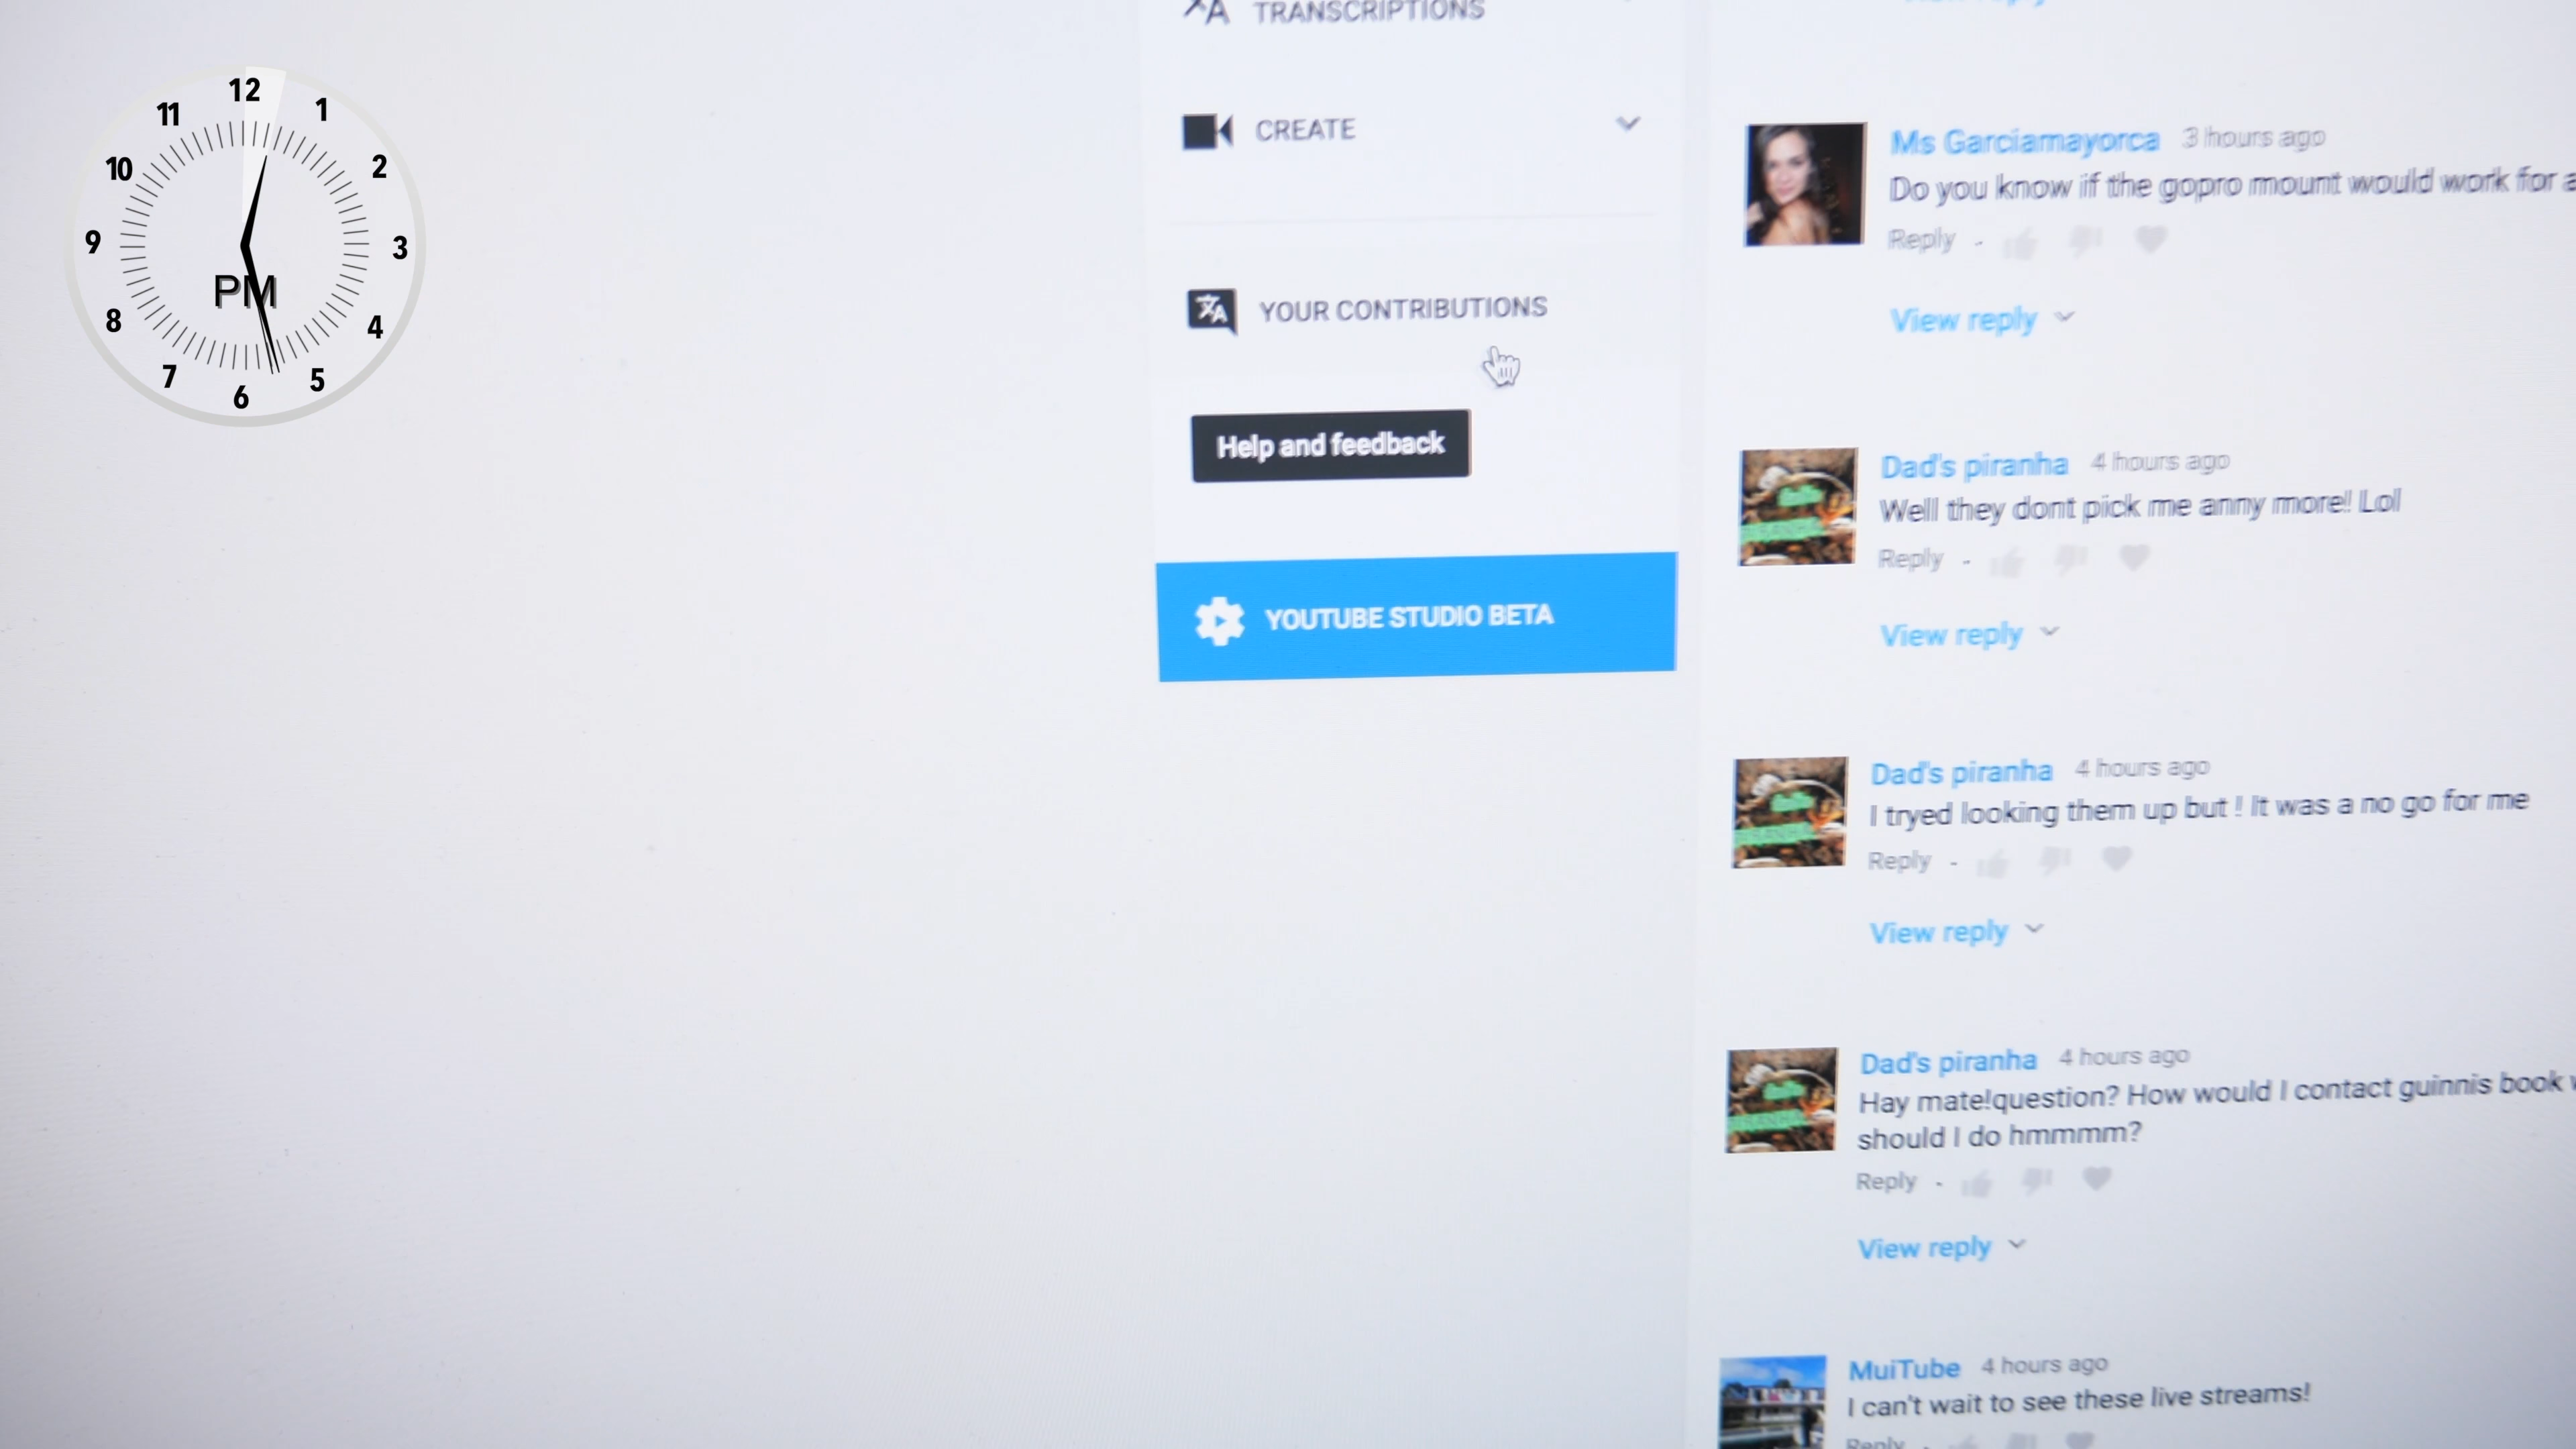 12
11
1
10
2
9
3
PM
8
4
7
5
6
TRANSCRIPTIONS
CREATE
YOUR CONTRIBUTIONS
Help and feedback
YOUTUBE STUDIO BETA
View reply
Ms Garciamayorca 3 hours ago
Do you know if the gopro mount would work for a
Reply
View reply
Dad's piranha 4 hours ago
Well they dont pick me anny more!! Lol
Reply
View reply
Dad's piranha 4 hours ago
I tryed looking them up but ! It was a no go for me
Reply
View reply
Dad's piranha 4 hours ago
Hay mate!question? How would I contact guinnis book
should I do hmmmm?
Reply
View reply
MuiTube 4 hours ago
I can't wait to see these live streams!
Reply